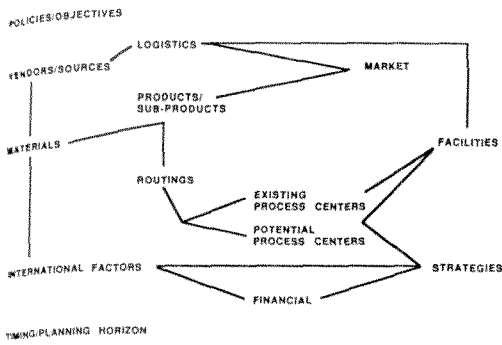 POLICIES/OBJECTIVES
LOGISTICS
VENDORS/SOURCES
MARKET
PRODUCTS/
SUB-PRODUCTS
MATERIALS
FACILITIES
ROUTINGS
EXISTING
PROCESS CENTERS
POTENTIAL
PROCESS CENTERS
INTERNATIONAL FACTORS
STRATEGIES
FINANCIAL
TIMING/PLANNING HORIZON